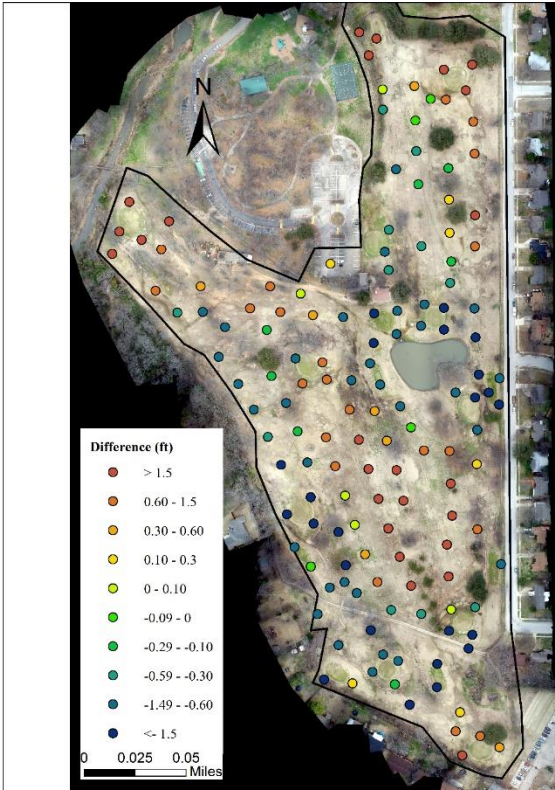 N
Difference (ft)
> 1.5
0.60 - 1.5
0.30 - 0.60
0.10 - 0.3
0 - 0.10
-0.09 - 0
-0.29 - -0.10
-0.59 - -0.30
-1.49 - -0.60
<- 1.5
0 0.025 0.05
Miles